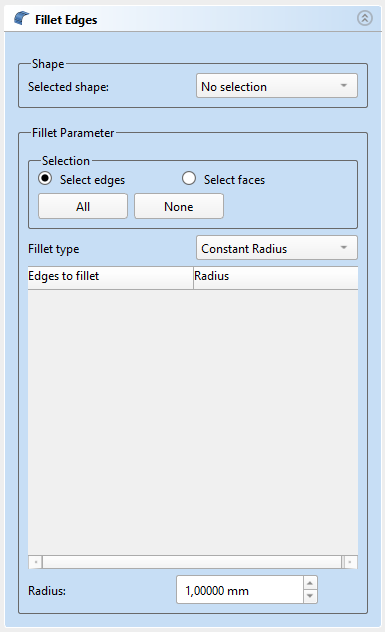 Fillet Edges
Shape
Selected shape: No selection
Fillet Parameter
Selection
Select edges Select faces
All None
Fillet type Constant Radius
Edges to fillet Radius
Radius: 1,00000 mm